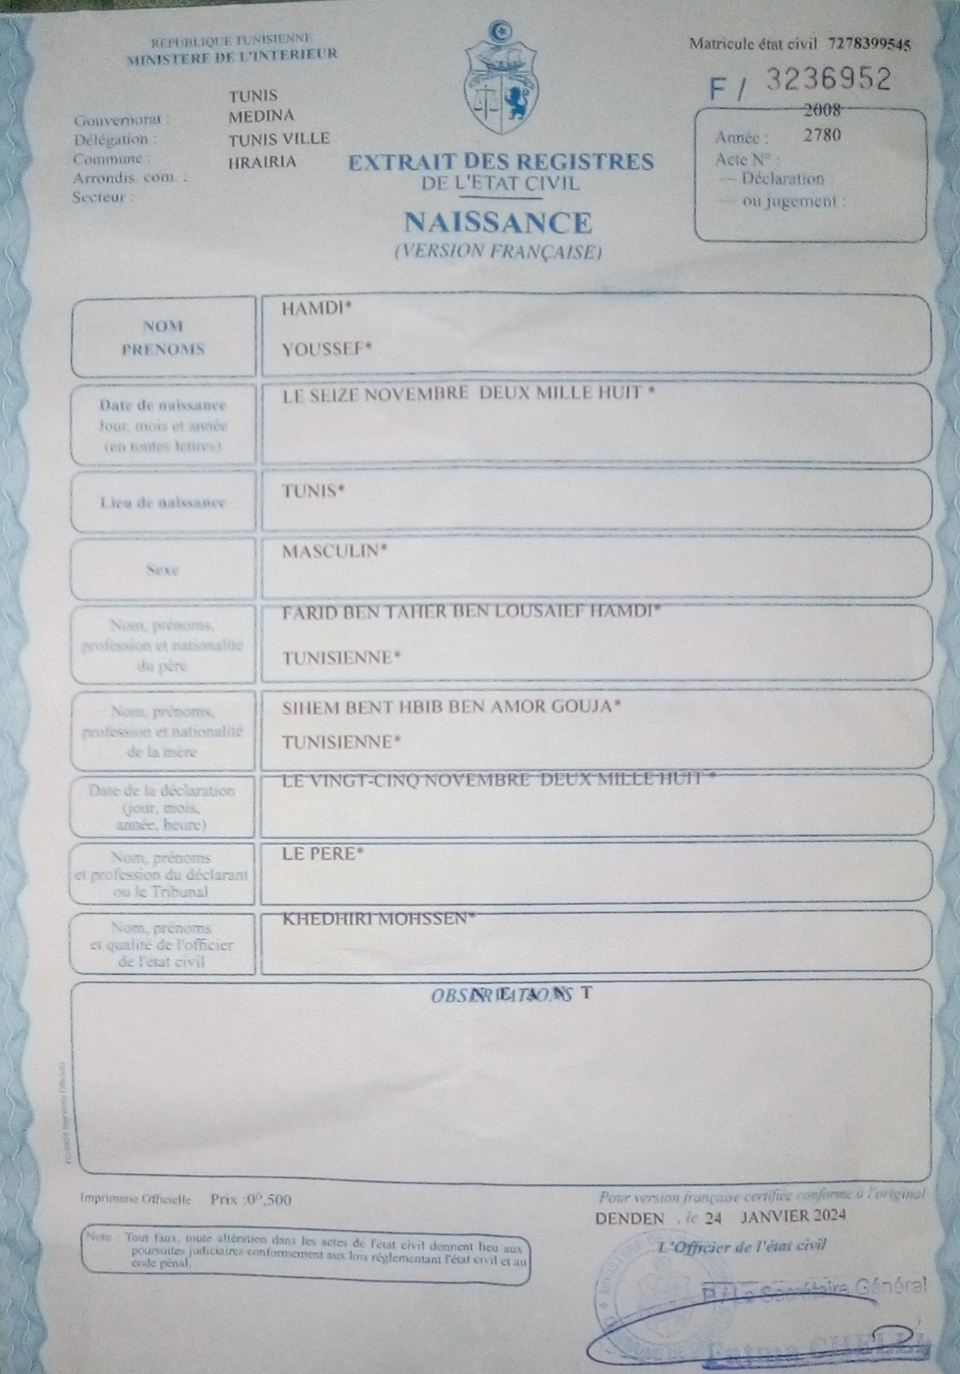 REPUBLIQUE TUNISIENNE
MINISTERE DE L'INTERIEUR
Matricule état civil 7278399545
F / 3236952
Gouvernorat : TUNIS
Délégation : MEDINA
Commune : TUNIS VILLE
Arrondis. com. : HRAIRIA
Secteur :
2008
Année : 2780
Acte N° :
— Déclaration :
— ou jugement :
EXTRAIT DES REGISTRES
DE L'ETAT CIVIL
NAISSANCE
(VERSION FRANÇAISE)
NOM HAMDI*
PRENOMS YOUSSEF*
Date de naissance
Jour, mois et année
(en toutes lettres)
LE SEIZE NOVEMBRE DEUX MILLE HUIT *
Lieu de naissance TUNIS*
Sexe MASCULIN*
Nom, prénoms,
profession et nationalité
du père
FARID BEN TAHER BEN LOUSAIEF HAMDI*
TUNISIENNE*
Nom, prénoms,
profession et nationalité
de la mère
SIHEM BENT HBIB BEN AMOR GOUJA*
TUNISIENNE*
Date de la déclaration
(jour, mois,
année, heure)
LE VINGT-CINQ NOVEMBRE DEUX MILLE HUIT *
Nom, prénoms
et profession du déclarant
ou le Tribunal
LE PERE*
Nom, prénoms
et qualité de l'officier
de l'état civil
KHEDHIRI MOHSSEN*
OBSERVATIONS
N E A N T
Imprimerie Officielle Prix :0ᴰ,500
Note : Tout faux, toute altération dans les actes de l'état civil donnent lieu aux
poursuites judiciaires conformement aux lois réglementant l'état civil et au
code pénal.
Pour version française certifiée conforme à l'original
DENDEN , le 24 JANVIER 2024
L'Officier de l'état civil
P / Le Secrétaire Général
Fatma